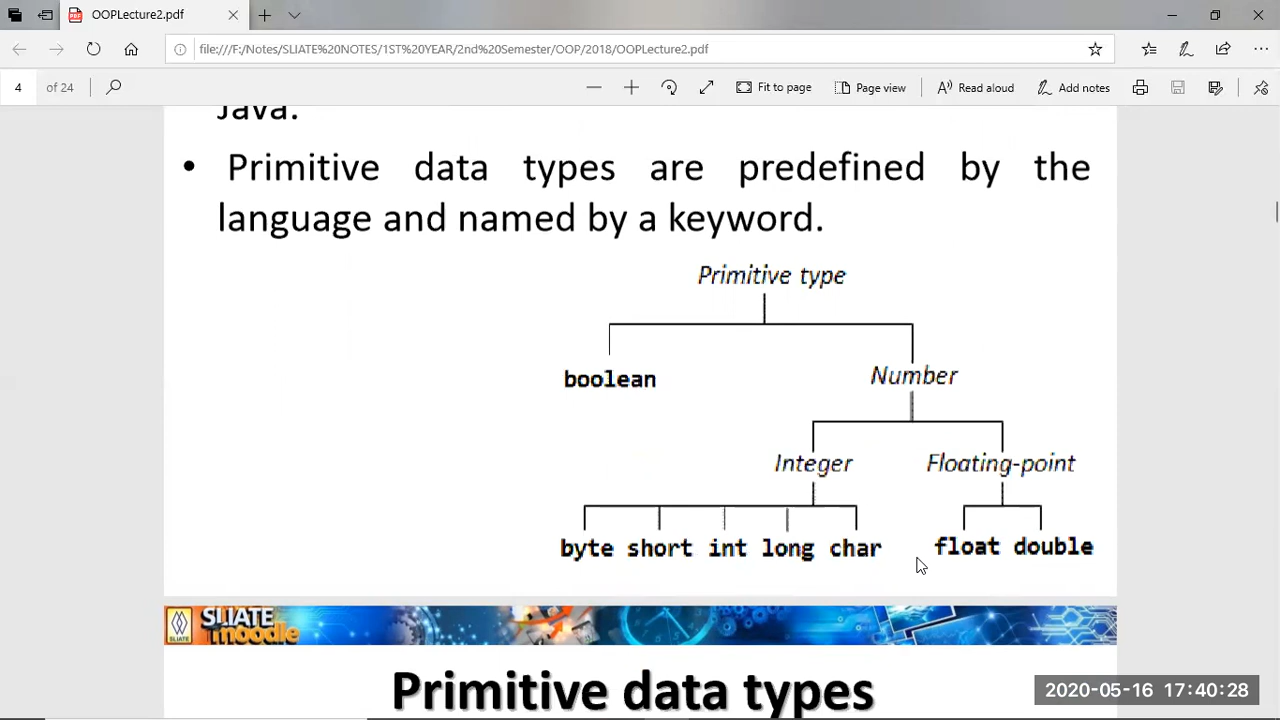 OOPLecture2.pdf
file:///F:/Notes/SLIATE%20NOTES/1ST%20YEAR/2nd%20Semester/OOP/2018/OOPLecture2.pdf
4 of 24 Fit to page Page view Read aloud Add notes
Java.
• Primitive data types are predefined by the
language and named by a keyword.
Primitive type
boolean Number
Integer Floating-point
byte short int long char float double
SLIATE SLIATE
moodle
Primitive data types
2020-05-16 17:40:28